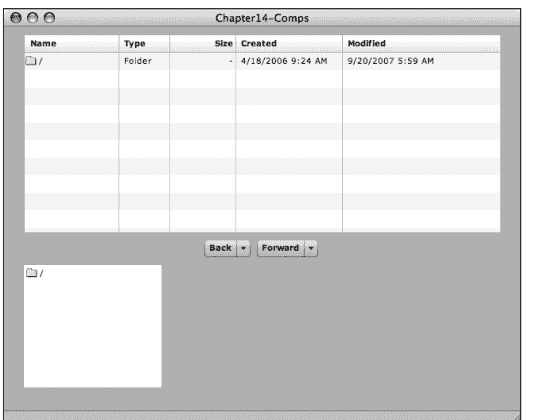 Chapter14-Comps
Name Type Size Created Modified
/ Folder - 4/18/2006 9:24 AM 9/20/2007 5:59 AM
Back Forward
/